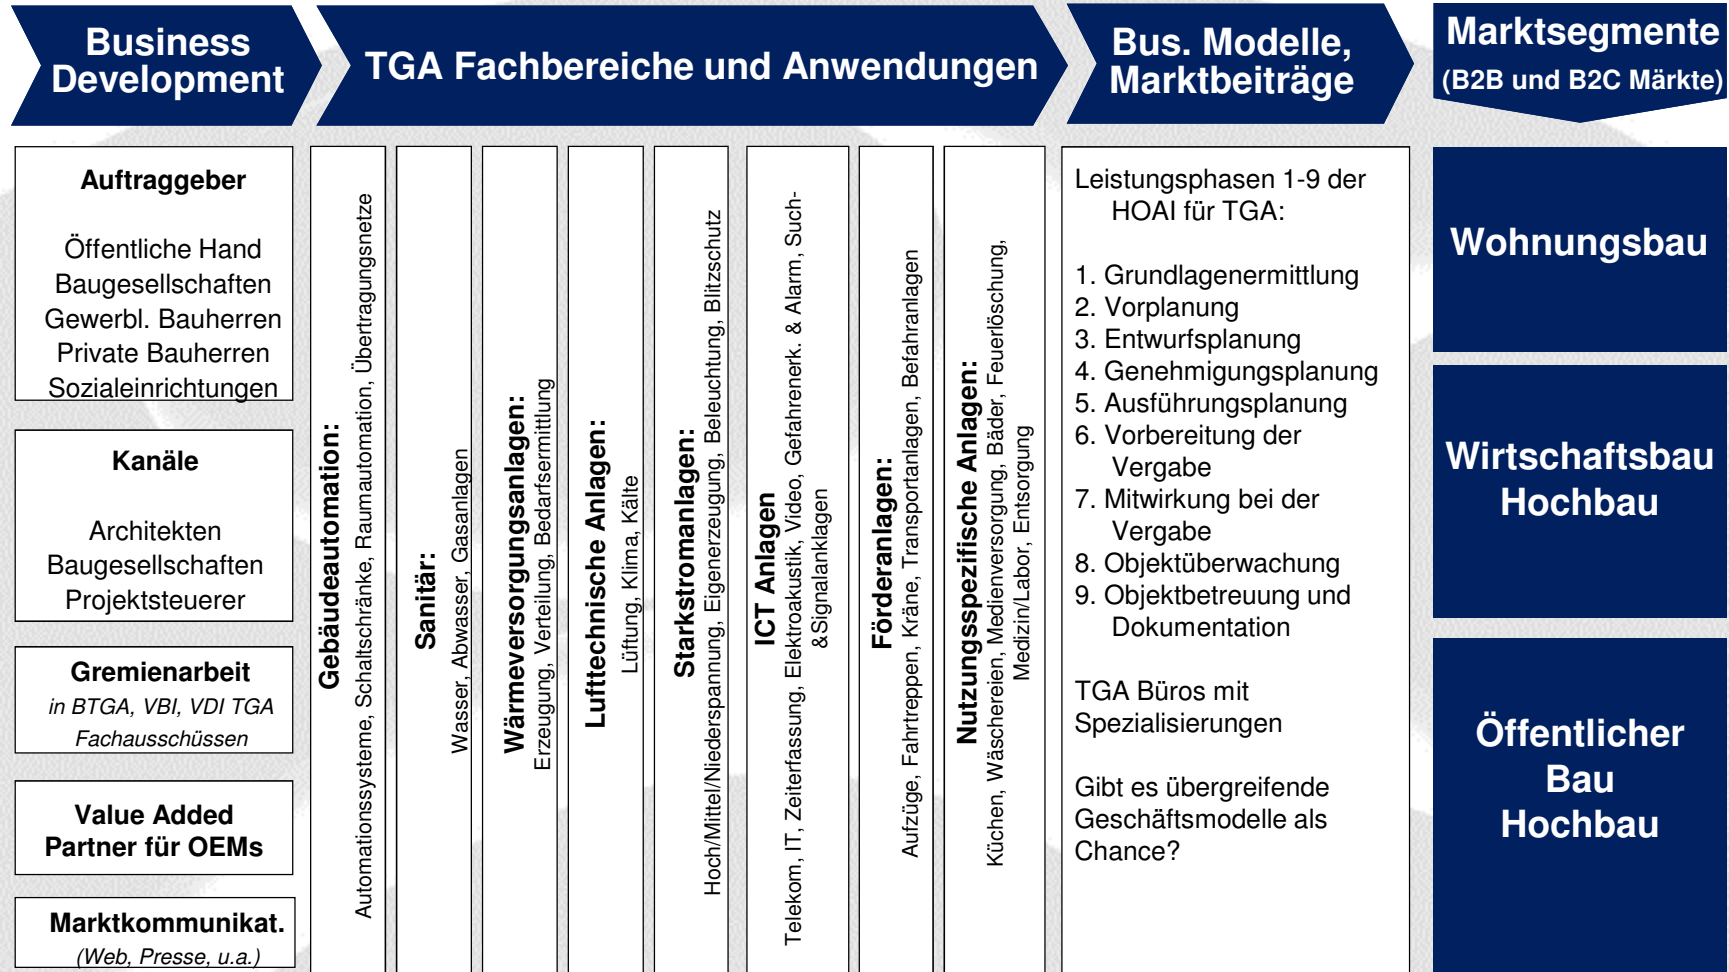 Business
Development
TGA Fachbereiche und Anwendungen
Bus. Modelle,
Marktbeiträge
Marktsegmente
(B2B und B2C Märkte)
Auftraggeber
Öffentliche Hand
Baugesellschaften
Gewerbl. Bauherren
Private Bauherren
Sozialeinrichtungen
Kanäle
Architekten
Baugesellschaften
Projektsteuerer
Gremienarbeit
in BTGA, VBI, VDI TGA
Fachausschüssen
Value Added
Partner für OEMs
Marktkommunikat.
(Web, Presse, u.a.)
Gebäudeautomation:
Automationssysteme, Schaltschränke, Raumautomation, Übertragungsnetze
Sanitär:
Wasser, Abwasser, Gasanlagen
Wärmeversorgungsanlagen:
Erzeugung, Verteilung, Bedarfsermittlung
Lufttechnische Anlagen:
Lüftung, Klima, Kälte
Starkstromanlagen:
Hoch/Mittel/Niederspannung, Eigenerzeugung, Beleuchtung, Blitzschutz
ICT Anlagen
Telekom, IT, Zeiterfassung, Elektroakustik, Video, Gefahrenerk. & Alarm, Such-
&Signalanklagen
Förderanlagen:
Aufzüge, Fahrtreppen, Kräne, Transportanlagen, Befahranlagen
Nutzungsspezifische Anlagen:
Küchen, Wäschereien, Medienversorgung, Bäder, Feuerlöschung,
Medizin/Labor, Entsorgung
Leistungsphasen 1-9 der
HOAI für TGA:
1. Grundlagenermittlung
2. Vorplanung
3. Entwurfsplanung
4. Genehmigungsplanung
5. Ausführungsplanung
6. Vorbereitung der
Vergabe
7. Mitwirkung bei der
Vergabe
8. Objektüberwachung
9. Objektbetreuung und
Dokumentation
TGA Büros mit
Spezialisierungen
Gibt es übergreifende
Geschäftsmodelle als
Chance?
Wohnungsbau
Wirtschaftsbau
Hochbau
Öffentlicher
Bau
Hochbau